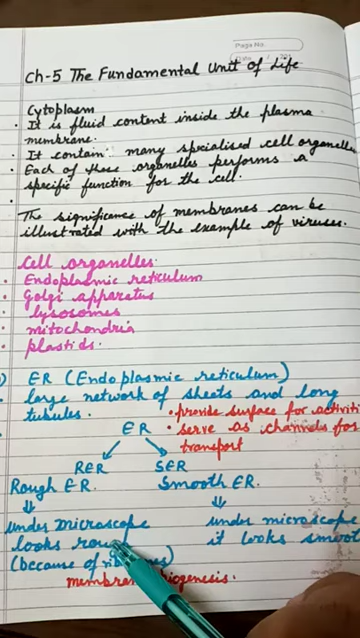 Page No.
Ch-5 The Fundamental Unit of Life
Cytoplasm
• It is fluid content inside the plasma
membrane.
• It contain many specialised cell organelles
• Each of these organelles performs a
specific function for the cell.
• The significance of membranes can be
illustrated with the example of viruses.
Cell organelles
• Endoplasmic reticulum
• Golgi apparatus
• lysosomes
• mitochondria
• plastids.
ER (Endoplasmic reticulum)
• large network of sheets and long
tubules.
• provide surface for activiti
ER • serve as channels for
transport
RER SER
Rough ER. Smooth ER.
under microscope under microscope
looks it looks smoot
(because of
membrane biogenesis.